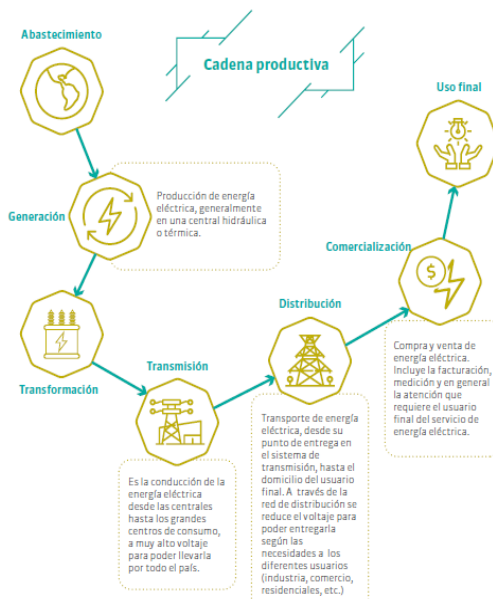 Abastecimiento
Cadena productiva
Uso final
Generación
Producción de energía
eléctrica, generalmente
en una central hidráulica
o térmica.
Comercialización
$
Compra y venta de
energía eléctrica.
Incluye la facturación,
medición y en general
la atención que
requiere el usuario
final del servicio de
energía eléctrica.
Distribución
Transporte de energía
eléctrica, desde su
punto de entrega en
el sistema de
transmisión, hasta el
domicilio del usuario
final. A través de la
red de distribución se
reduce el voltaje para
poder entregarla
según las
necesidades a los
diferentes usuarios
(industria, comercio,
residenciales, etc.)
Transformación
Transmisión
Es la conducción de la
energía eléctrica
desde las centrales
hasta los grandes
centros de consumo,
a muy alto voltaje
para poder llevarla
por todo el país.